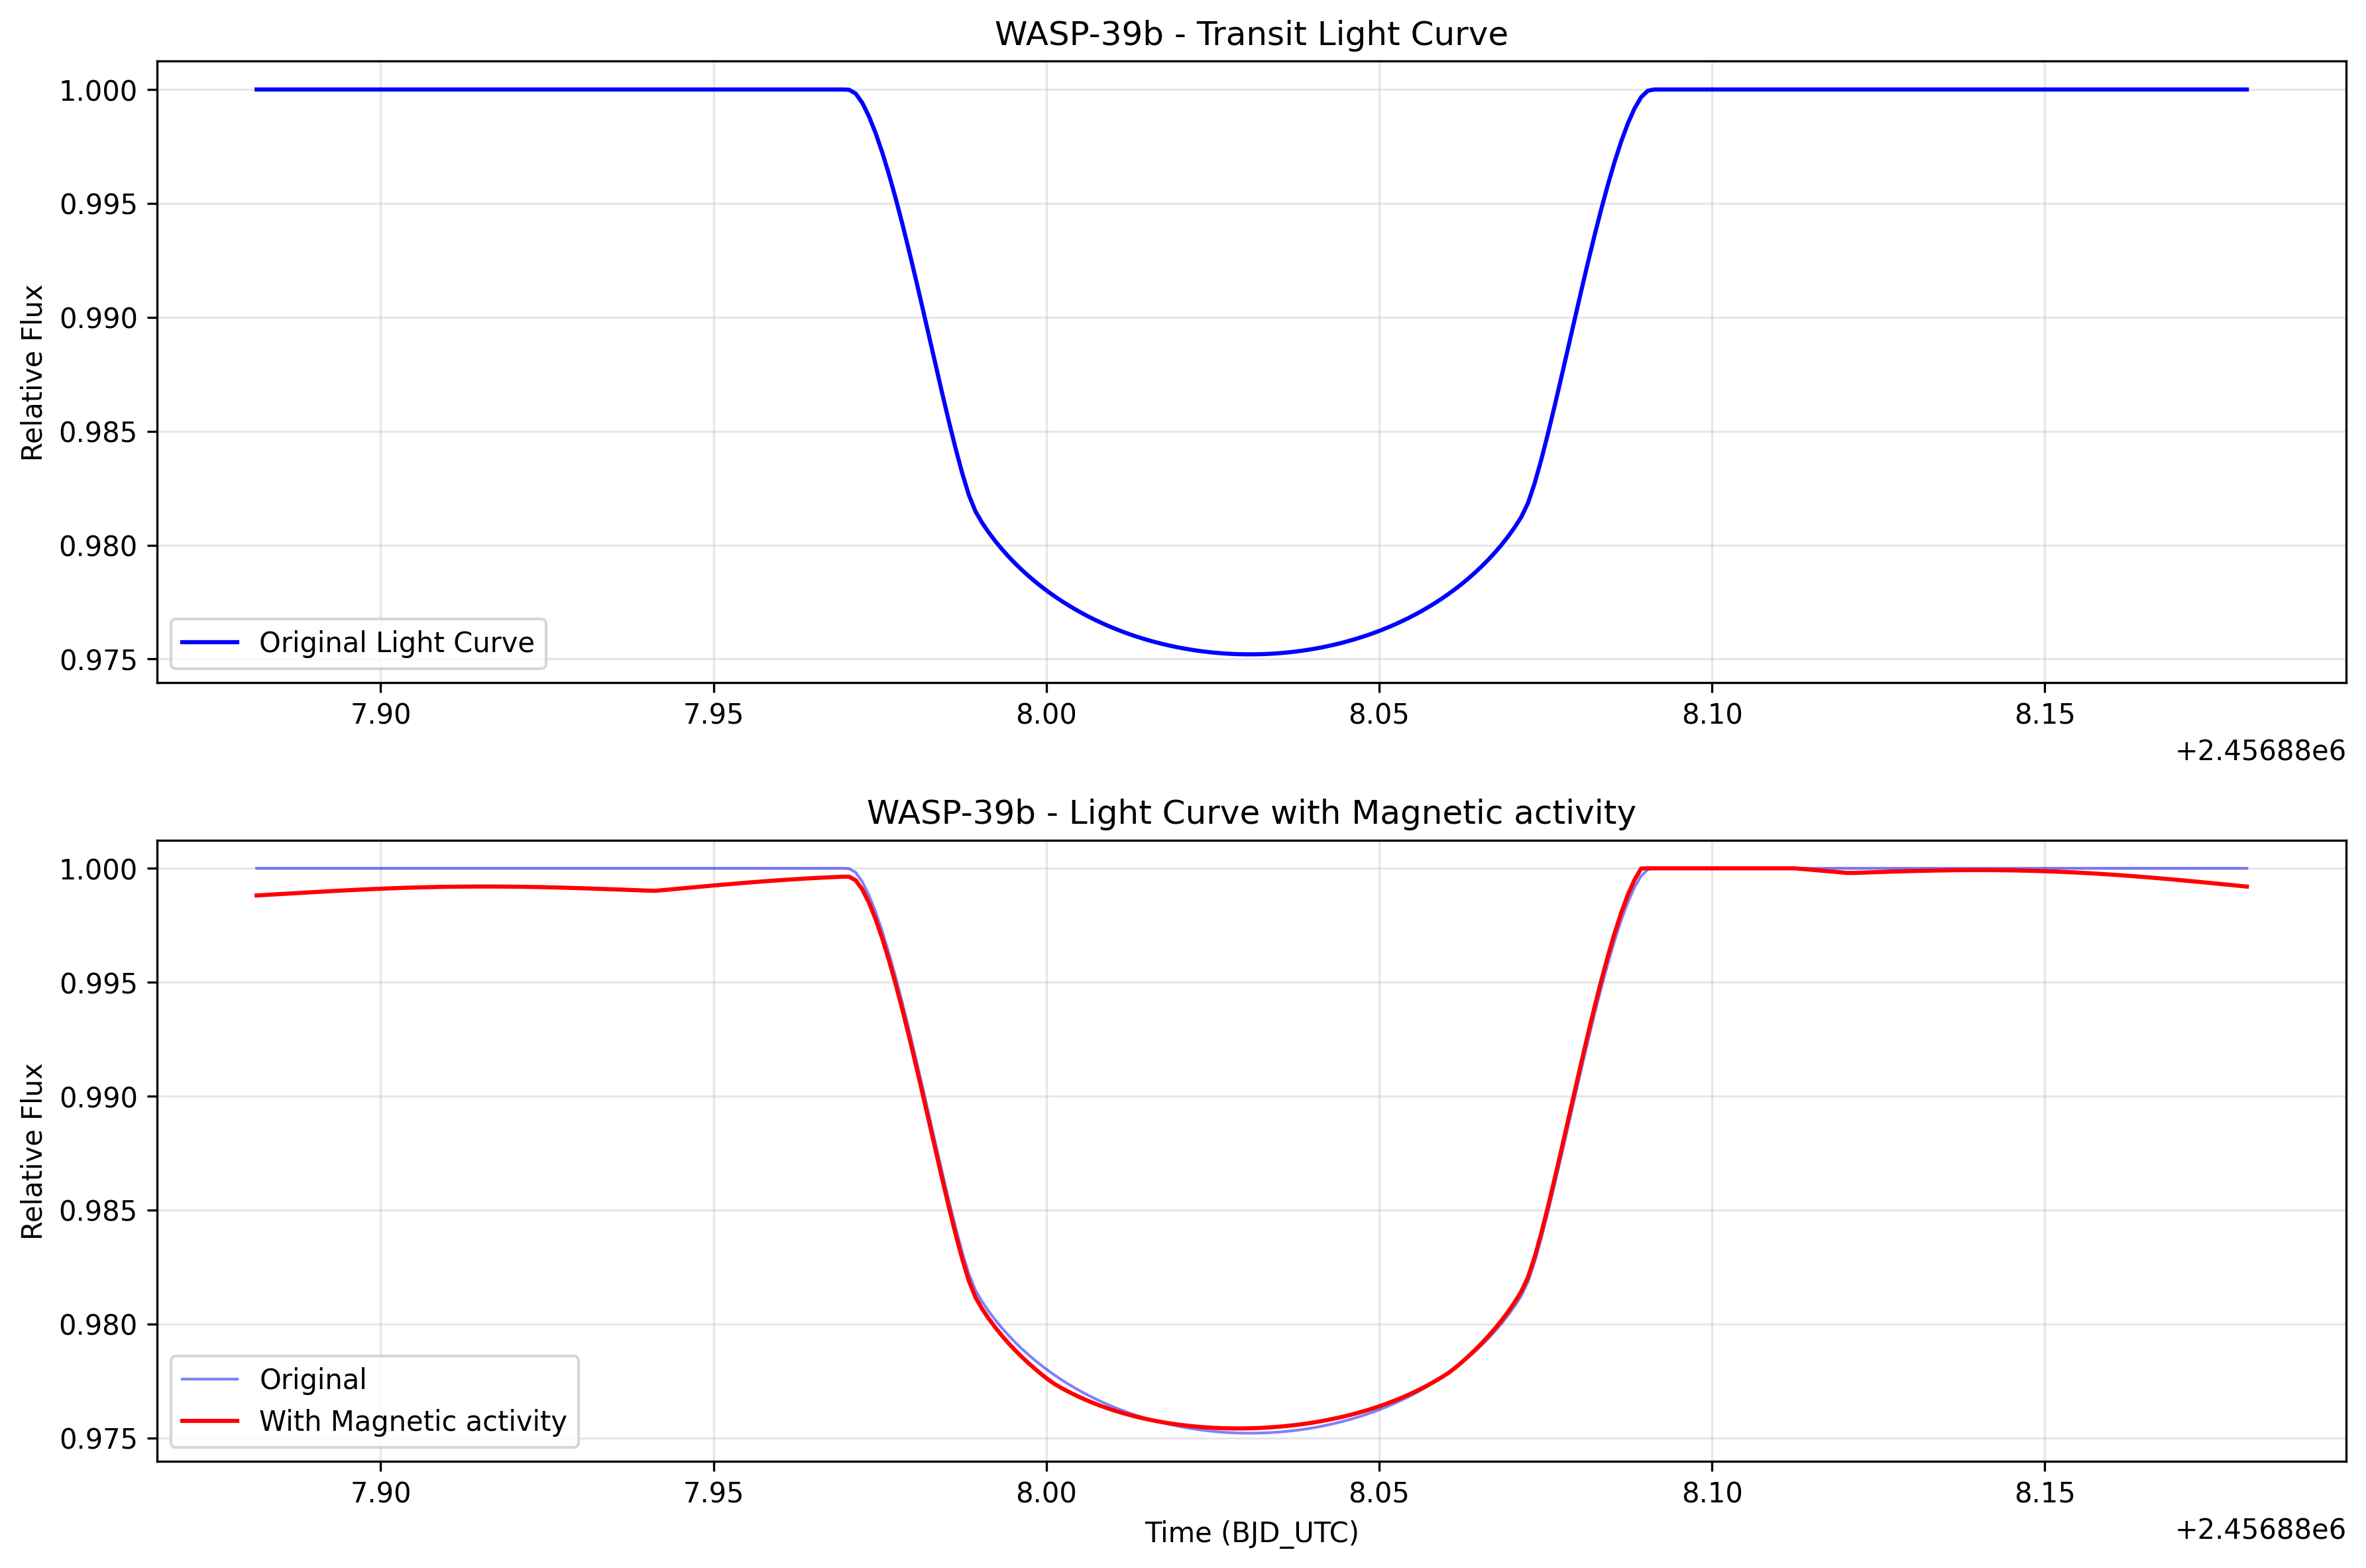 WASP-39b - Transit Light Curve
Relative Flux
1.000
0.995
0.990
0.985
0.980
0.975
Original Light Curve
7.90 7.95 8.00 8.05 8.10 8.15
+2.45688e6
WASP-39b - Light Curve with Magnetic activity
Relative Flux
1.000
0.995
0.990
0.985
0.980
0.975
Original
With Magnetic activity
7.90 7.95 8.00 8.05 8.10 8.15
Time (BJD_UTC)
+2.45688e6